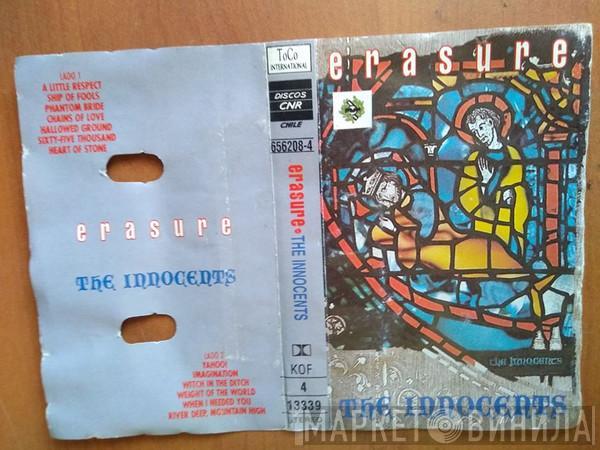 LADO 1
A LITTLE RESPECT
SHIP OF FOOLS
PHANTOM BRIDE
CHAINS OF LOVE
HALLOWED GROUND
SIXTY-FIVE THOUSAND
HEART OF STONE
erasure
THE INNOCENTS
LADO 2
YAHOO!
IMAGINATION
WITCH IN THE DITCH
WEIGHT OF THE WORLD
WHEN I NEEDED YOU
RIVER DEEP, MOUNTAIN HIGH
ToCo
INTERNATIONAL
DISCOS
CNR
CHILE
656208-4
erasure • THE INNOCENTS
KOF
4
13339
STEREO
erasure
the Innocents
THE INNOCENTS
МАРКЕТ ВИНИЛА